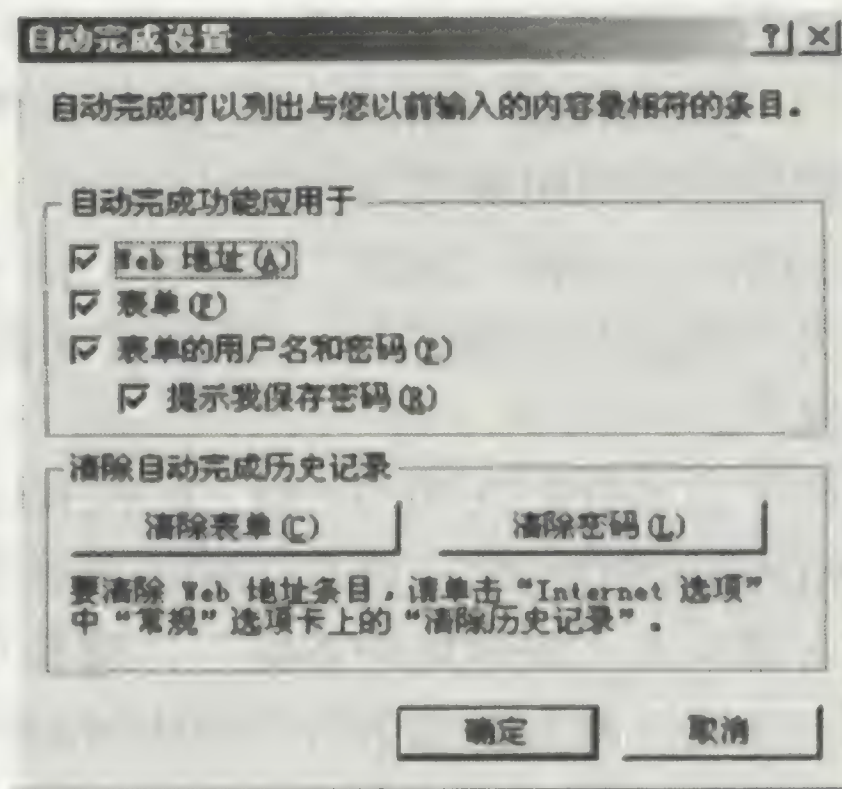 自动完成设置
自动完成可以列出与您以前输入的内容最相符的条目。
自动完成功能应用于
Web 地址(A)
表单(F)
表单的用户名和密码(P)
提示我保存密码(R)
清除自动完成历史记录
清除表单(C) 清除密码(L)
要清除 Web 地址条目，请单击“Internet 选项”
中“常规”选项卡上的“清除历史记录”。
确定 取消